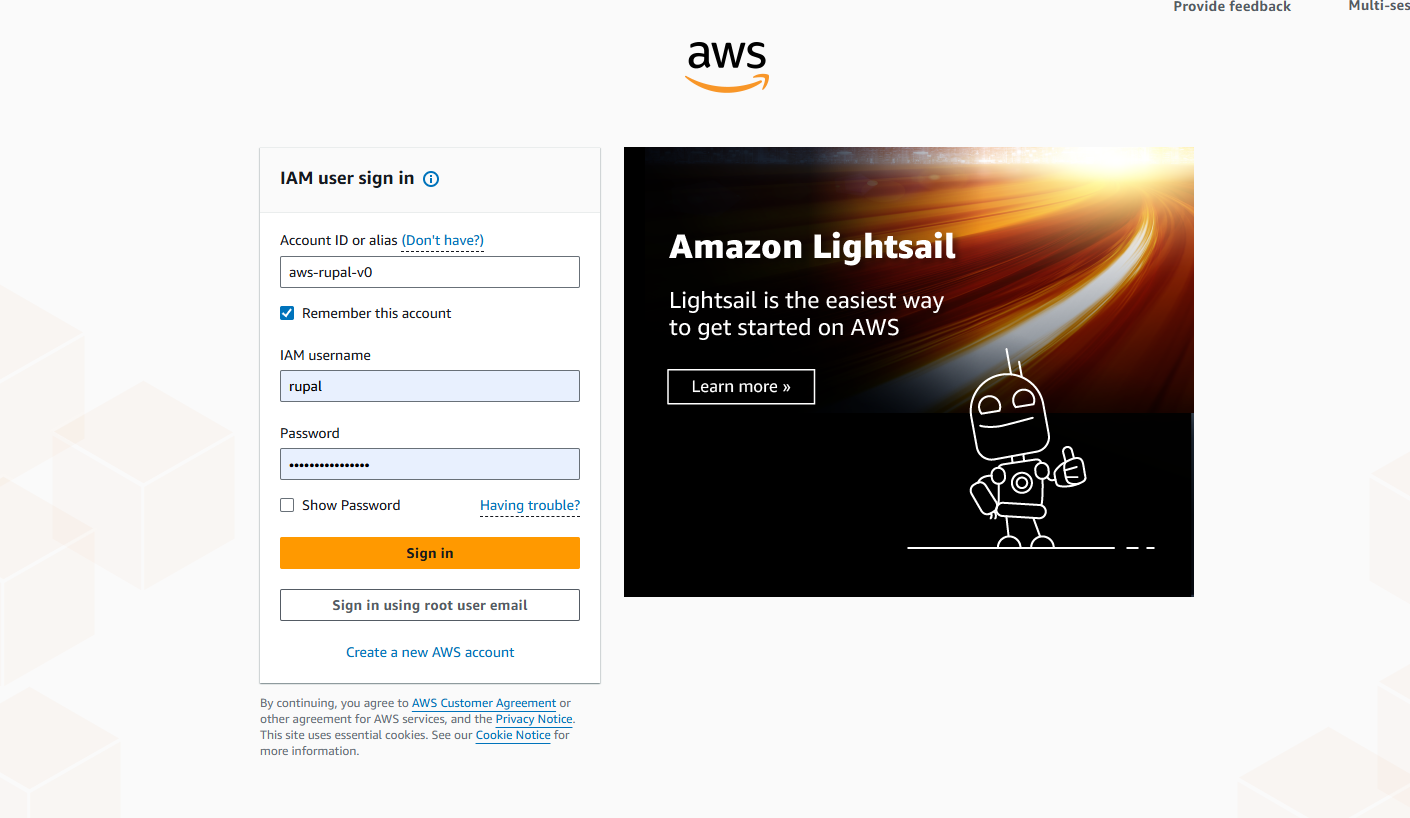 Provide feedback
Multi-ses
aws
IAM user sign in
Account ID or alias (Don't have?)
aws-rupal-v0
Remember this account
IAM username
rupal
Password
••••••••••••••••
Show Password
Having trouble?
Sign in
Sign in using root user email
Create a new AWS account
By continuing, you agree to AWS Customer Agreement or
other agreement for AWS services, and the Privacy Notice.
This site uses essential cookies. See our Cookie Notice for
more information.
Amazon Lightsail
Lightsail is the easiest way
to get started on AWS
Learn more »